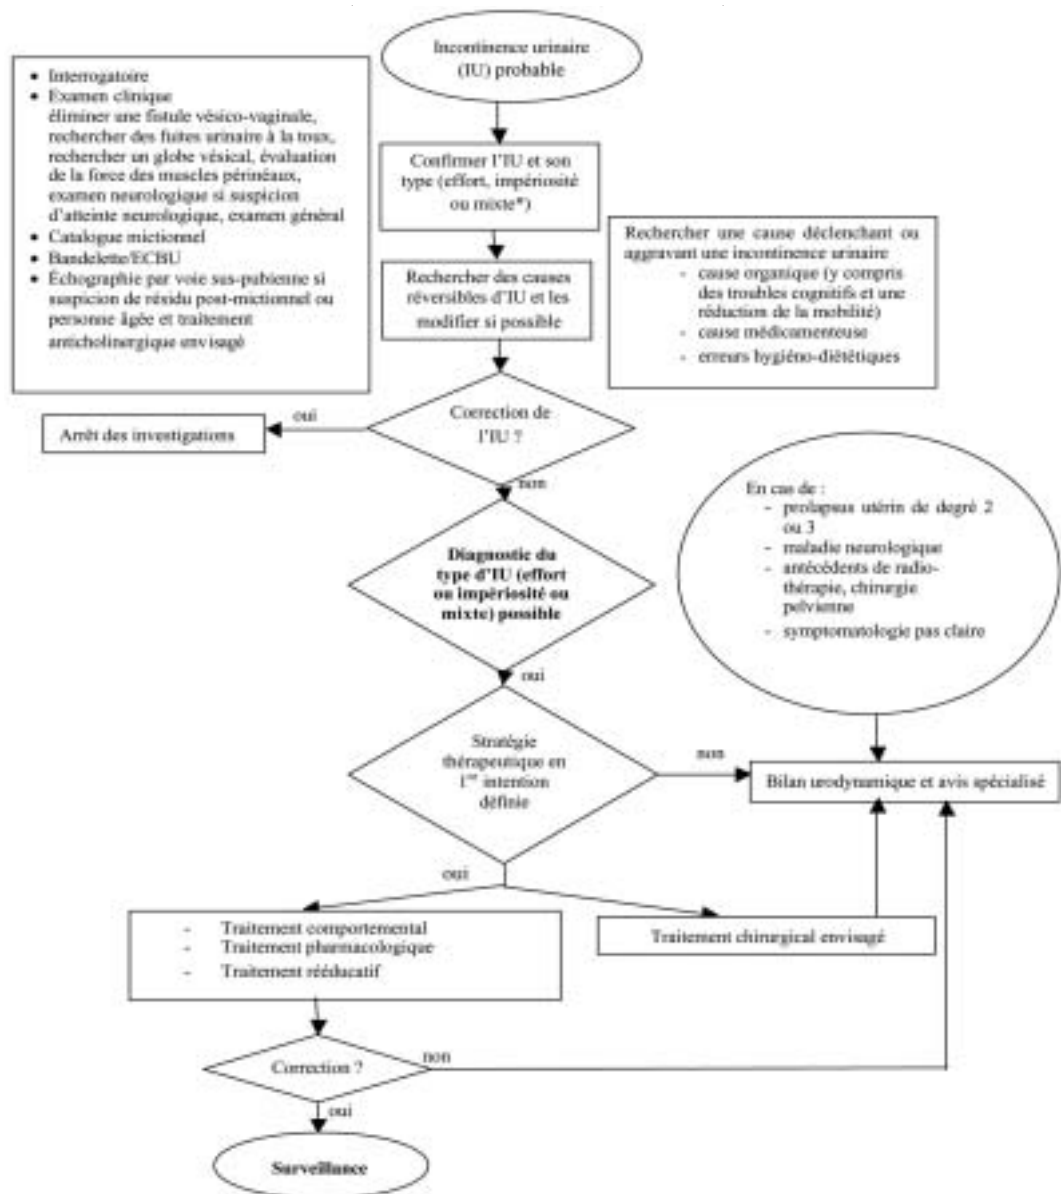 Incontinence urinaire
(IU) probable
• Interrogatoire
• Examen clinique
éliminer une fistule vésico-vaginale,
rechercher des fuites urinaire à la toux,
rechercher un globe vésical, évaluation
de la force des muscles périnéaux,
examen neurologique si suspicion
d'atteinte neurologique, examen général
• Catalogue mictionnel
• Bandelette/ECBU
• Échographie par voie sus-pubienne si
suspicion de résidu post-mictionnel ou
personne âgée et traitement
anticholinergique envisagé
Confirmer l'IU et son
type (effort, impériosité
ou mixte*)
Rechercher des causes
réversibles d'IU et les
modifier si possible
Rechercher une cause déclenchant ou
aggravant une incontinence urinaire
- cause organique (y compris
des troubles cognitifs et une
réduction de la mobilité)
- cause médicamenteuse
- erreurs hygiéno-diététiques
Correction de
l'IU ?
oui
Arrêt des investigations
non
Diagnostic du
type d'IU (effort
ou impériosité ou
mixte) possible
En cas de :
- prolapsus utérin de degré 2
ou 3
- maladie neurologique
- antécédents de radio-
thérapie, chirurgie
pelvienne
- symptomatologie pas claire
oui
Stratégie
thérapeutique en
1re intention
définie
non
Bilan urodynamique et avis spécialisé
oui
- Traitement comportemental
- Traitement pharmacologique
- Traitement rééducatif
Traitement chirurgical envisagé
Correction ?
non
oui
Surveillance